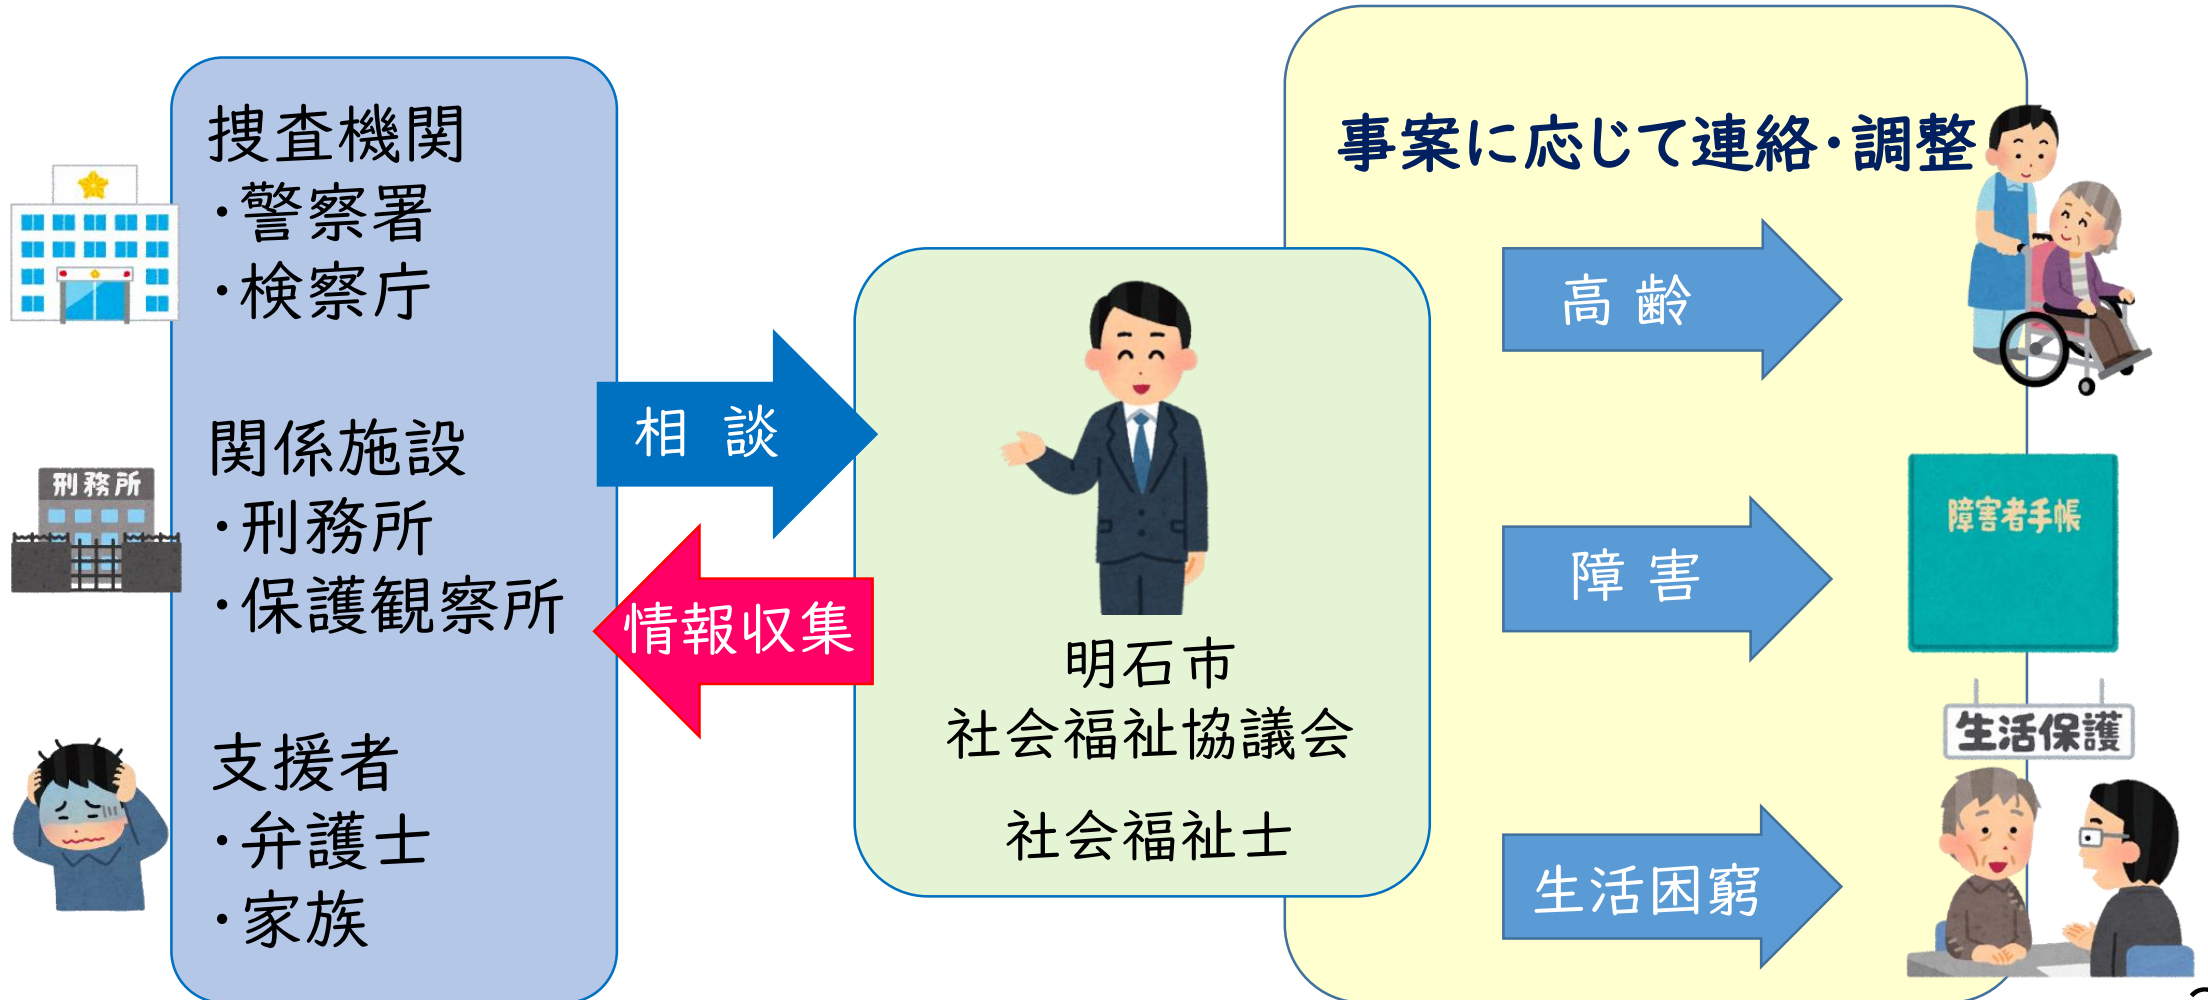 捜査機関
・警察署
・検察庁
関係施設
・刑務所
・保護観察所
支援者
・弁護士
・家族
刑務所
相 談
情報収集
明石市
社会福祉協議会
社会福祉士
事案に応じて連絡・調整
高 齢
障 害
生活困窮
障害者手帳
生活保護